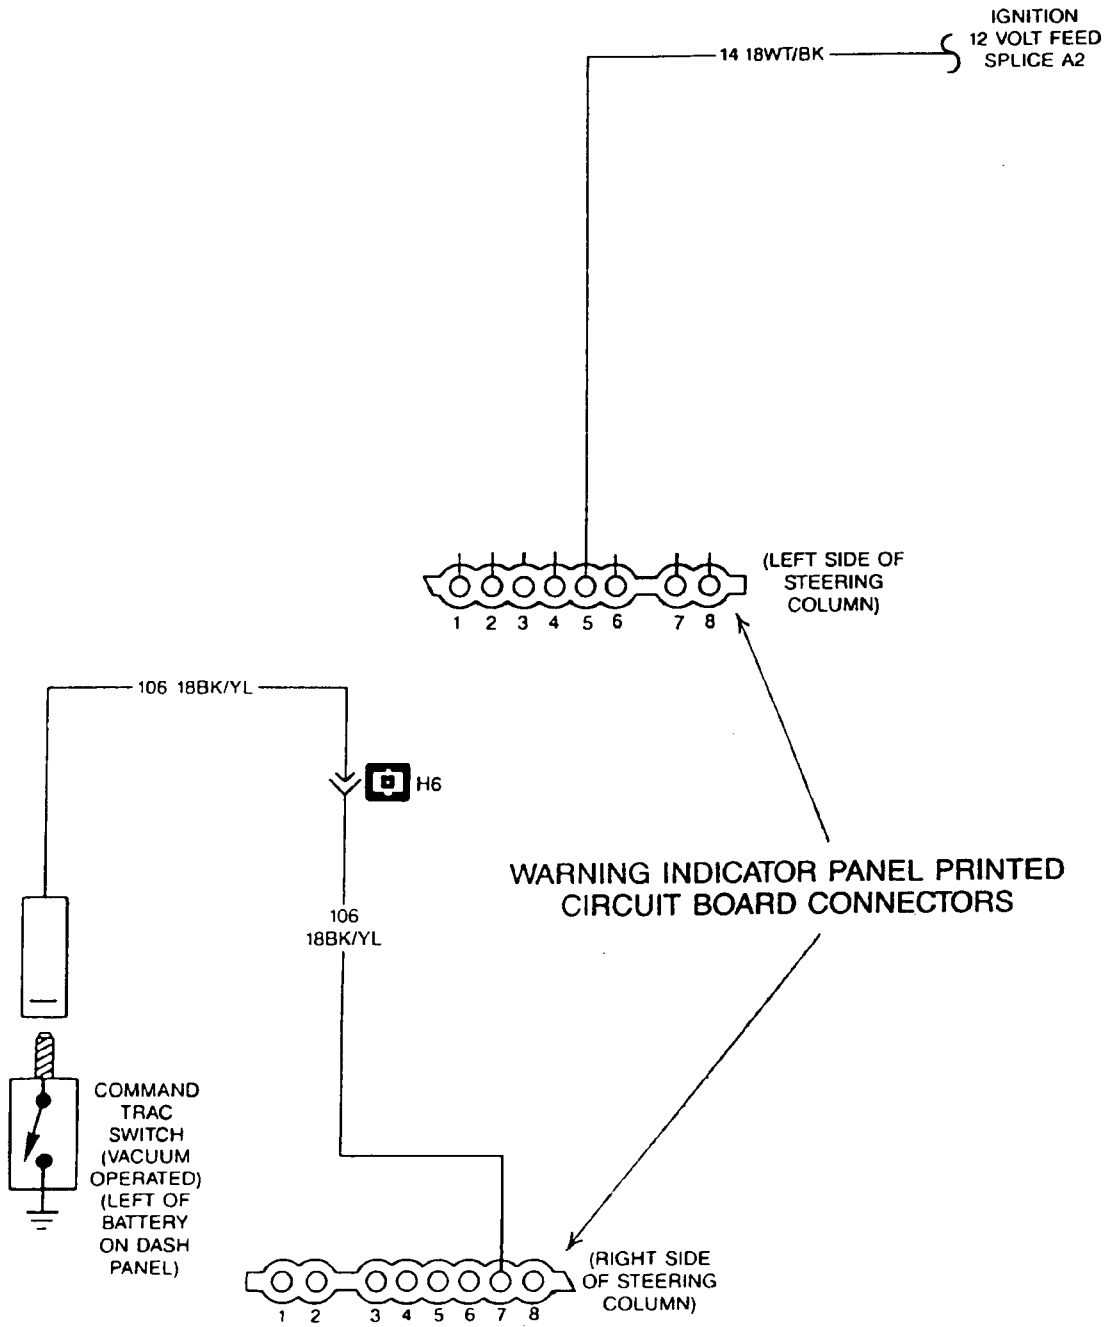 IGNITION
12 VOLT FEED
SPLICE A2
14 18WT/BK
(LEFT SIDE OF
STEERING
COLUMN)
1 2 3 4 5 6 7 8
106 18BK/YL
H6
WARNING INDICATOR PANEL PRINTED
CIRCUIT BOARD CONNECTORS
106
18BK/YL
COMMAND
TRAC
SWITCH
(VACUUM
OPERATED)
(LEFT OF
BATTERY
ON DASH
PANEL)
(RIGHT SIDE
OF STEERING
COLUMN)
1 2 3 4 5 6 7 8